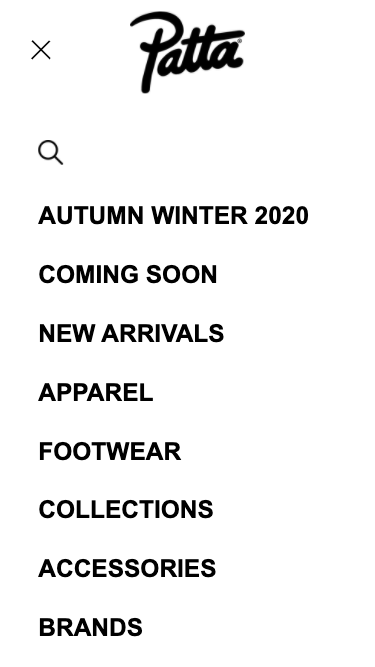 Patta
AUTUMN WINTER 2020
COMING SOON
NEW ARRIVALS
APPAREL
FOOTWEAR
COLLECTIONS
ACCESSORIES
BRANDS